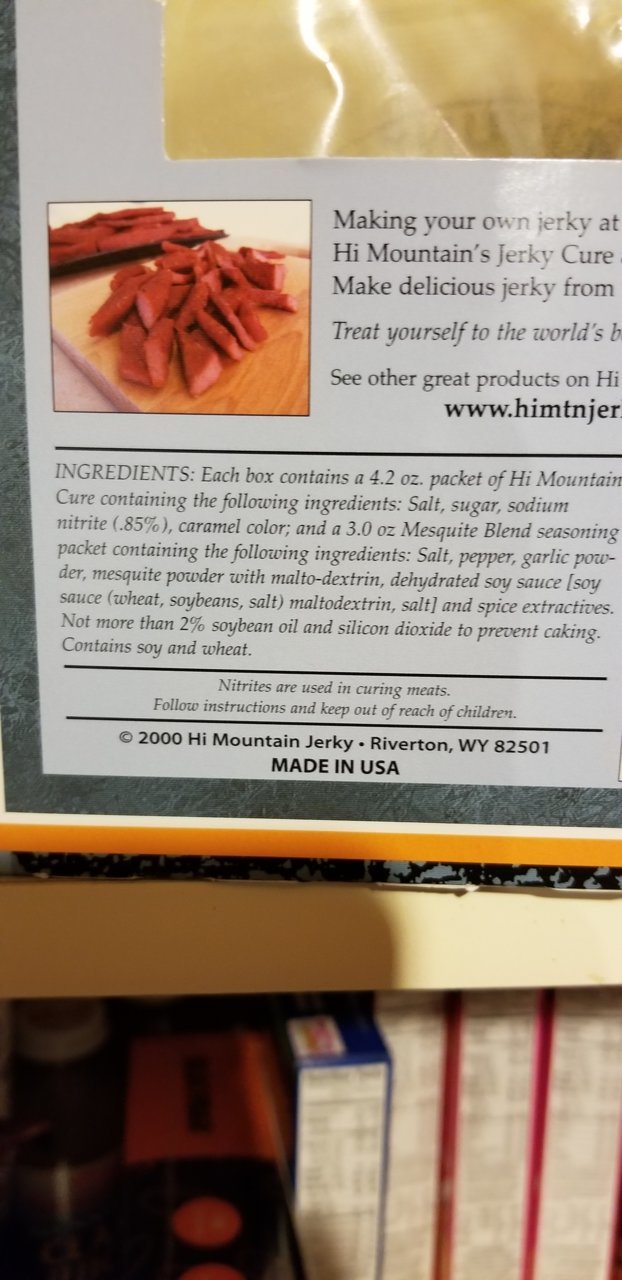 Making your own jerky at
Hi Mountain's Jerky Cure
Make delicious jerky from
Treat yourself to the world's b
See other great products on Hi
www.himtnjer
INGREDIENTS: Each box contains a 4.2 oz. packet of Hi Mountain
Cure containing the following ingredients: Salt, sugar, sodium
nitrite (.85%), caramel color; and a 3.0 oz Mesquite Blend seasoning
packet containing the following ingredients: Salt, pepper, garlic pow-
der, mesquite powder with malto-dextrin, dehydrated soy sauce [soy
sauce (wheat, soybeans, salt) maltodextrin, salt] and spice extractives.
Not more than 2% soybean oil and silicon dioxide to prevent caking.
Contains soy and wheat.
Nitrites are used in curing meats.
Follow instructions and keep out of reach of children.
© 2000 Hi Mountain Jerky • Riverton, WY 82501
MADE IN USA